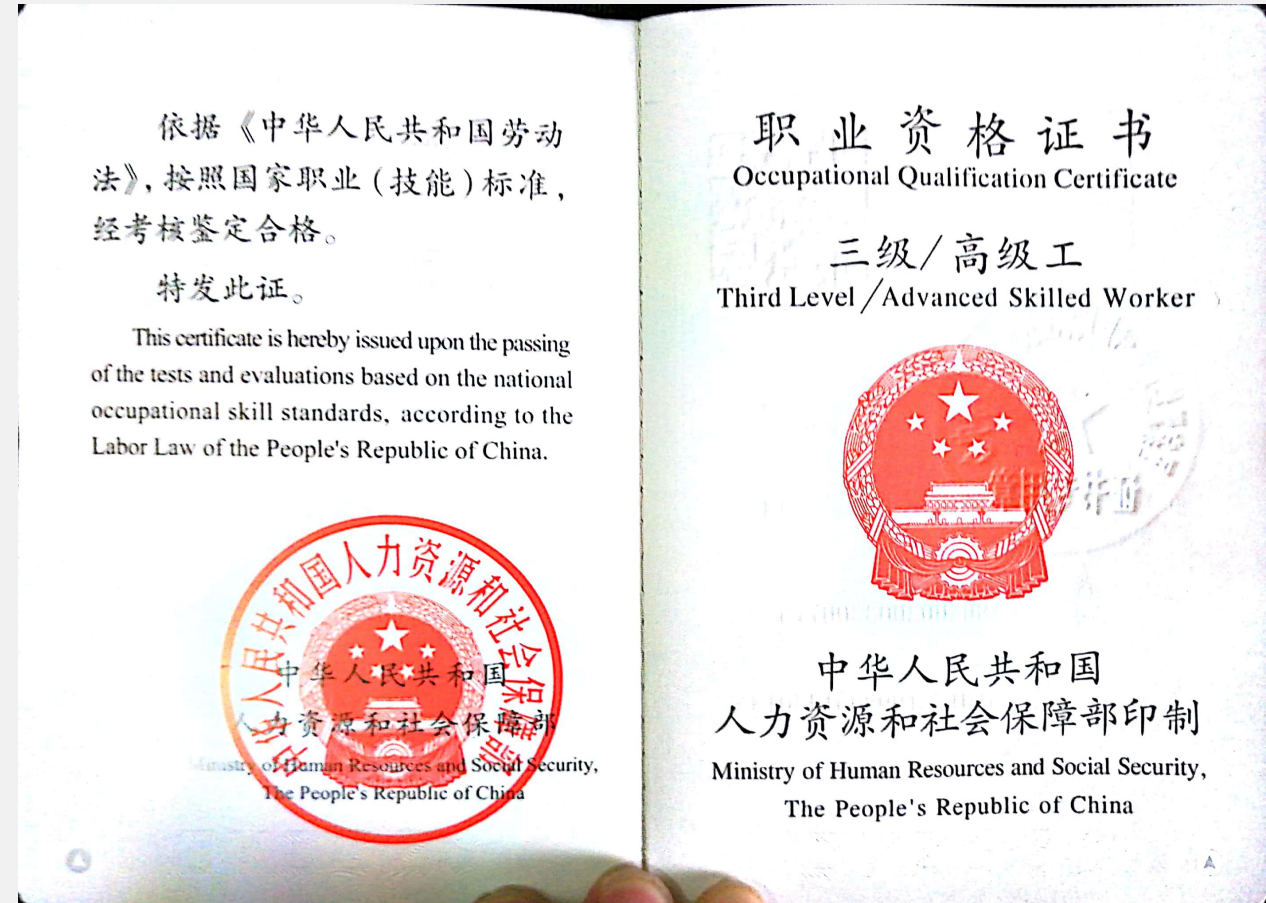 依据《中华人民共和国劳动
法》，按照国家职业（技能）标准，
经考核鉴定合格。
特发此证。
This certificate is hereby issued upon the passing
of the tests and evaluations based on the national
occupational skill standards, according to the
Labor Law of the People's Republic of China.
中华人民共和国人力资源和社会保障部
中华人民共和国
人力资源和社会保障部
Ministry of Human Resources and Social Security,
The People's Republic of China
职业资格证书
Occupational Qualification Certificate
三级/高级工
Third Level/Advanced Skilled Worker
中华人民共和国
人力资源和社会保障部印制
Ministry of Human Resources and Social Security,
The People's Republic of China